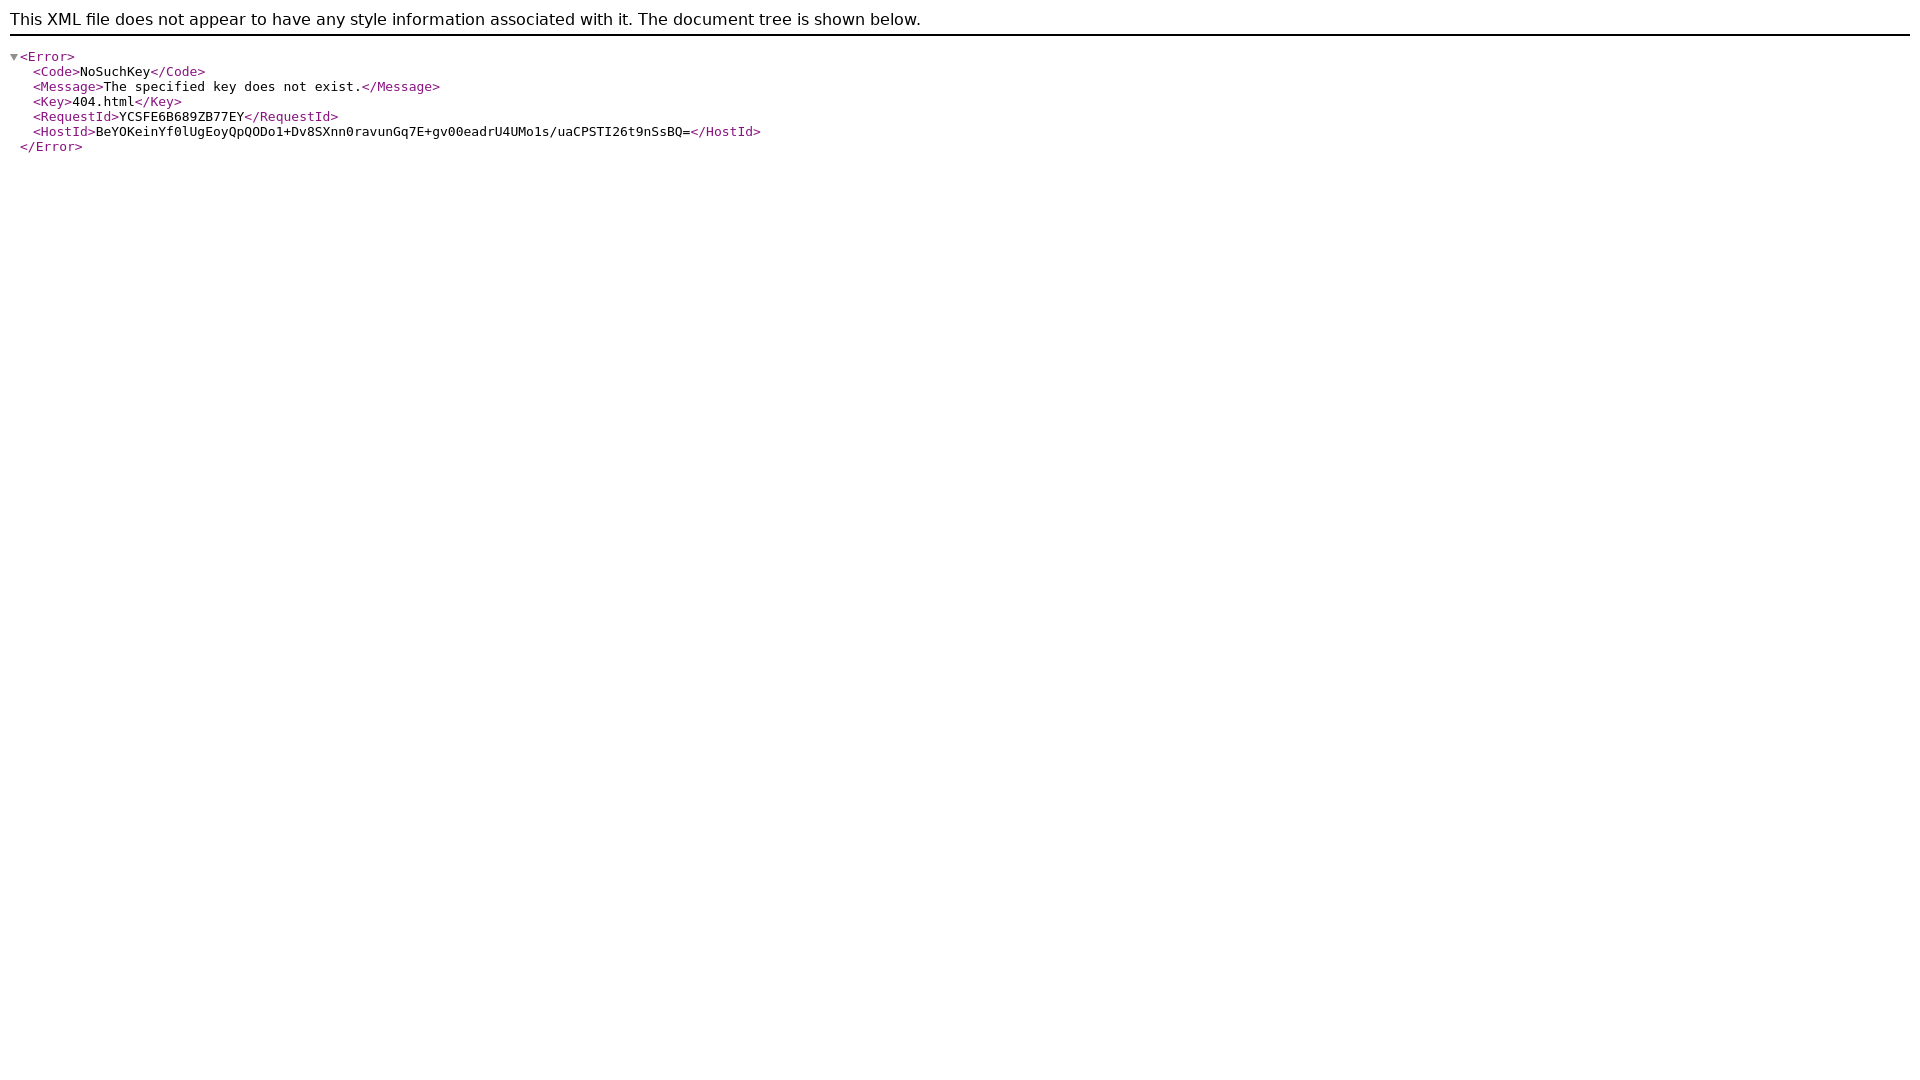 This XML file does not appear to have any style information associated with it. The document tree is shown below.
<Error>
<Code>NoSuchKey</Code>
<Message>The specified key does not exist.</Message>
<Key>404.html</Key>
<RequestId>YCSFE6B689ZB77EY</RequestId>
<HostId>BeYOKeinYf0lUgEoyQpQODo1+Dv8SXnn0ravunGq7E+gv00eadrU4UMo1s/uaCPSTI26t9nSsBQ=</HostId>
</Error>